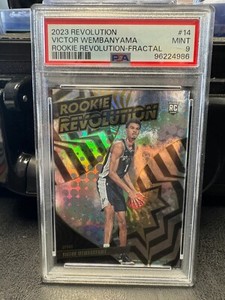 2023 REVOLUTION #14
VICTOR WEMBANYAMA MINT
ROOKIE REVOLUTION-FRACTAL 9
PSA 96224986
ROOKIE
REVOLUTION
RC